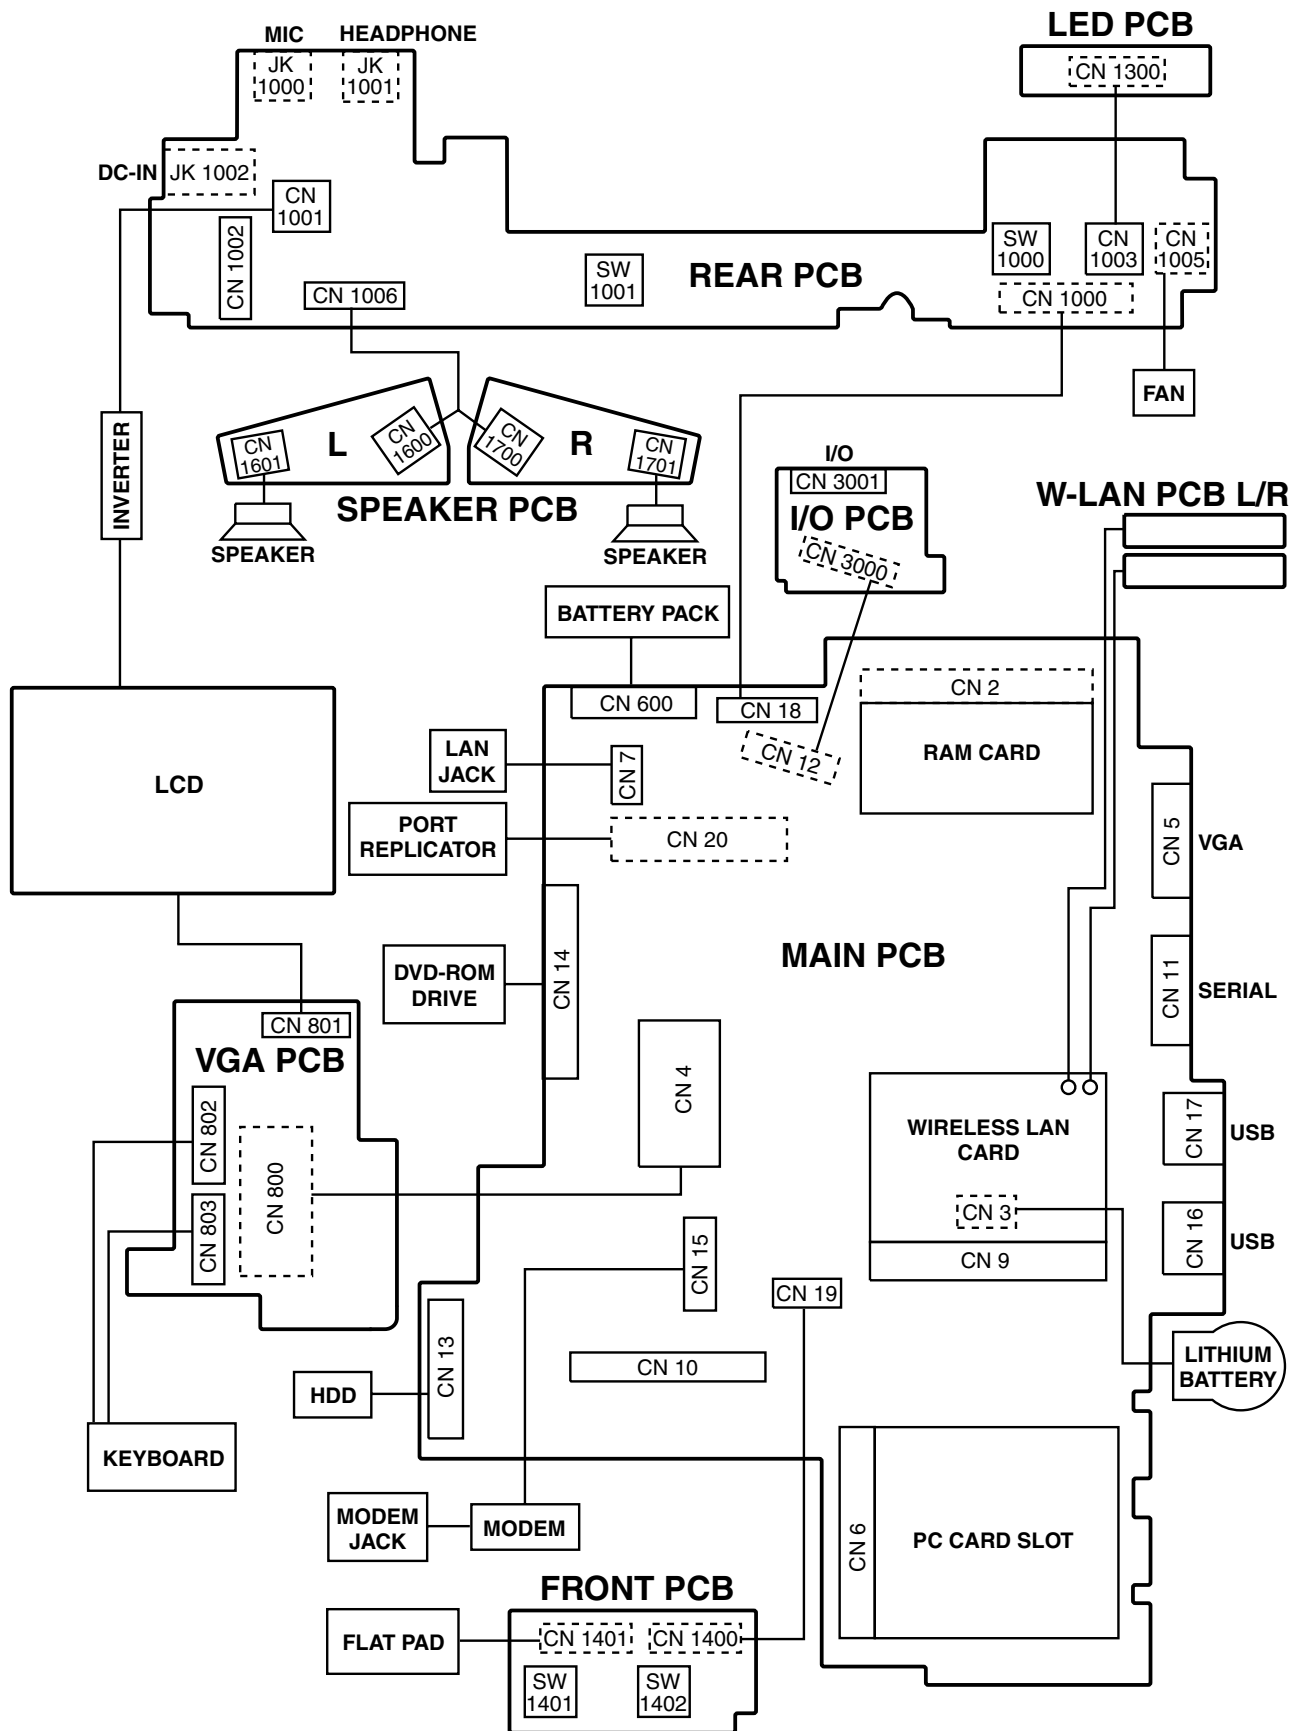 LED PCB
MIC
HEADPHONE
JK
1000
JK
1001
CN 1300
DC-IN
JK 1002
CN
1001
CN 1002
CN 1006
SW
1001
REAR PCB
SW
1000
CN
1003
CN
1005
CN 1000
FAN
INVERTER
CN
1601
L
CN
1600
CN
1700
R
CN
1701
SPEAKER PCB
SPEAKER
SPEAKER
I/O
CN 3001
I/O PCB
CN 3000
W-LAN PCB L/R
BATTERY PACK
CN 600
CN 18
CN 2
RAM CARD
LAN
JACK
CN 7
CN 12
LCD
PORT
REPLICATOR
CN 20
CN 5
VGA
MAIN PCB
DVD-ROM
DRIVE
CN 14
CN 11
SERIAL
CN 801
VGA PCB
CN 4
CN 802
CN 800
CN 803
WIRELESS LAN
CARD
CN 3
CN 9
CN 17
USB
CN 16
USB
CN 15
CN 19
CN 13
CN 10
HDD
LITHIUM
BATTERY
KEYBOARD
MODEM
JACK
MODEM
CN 6
PC CARD SLOT
FRONT PCB
FLAT PAD
CN 1401
CN 1400
SW
1401
SW
1402